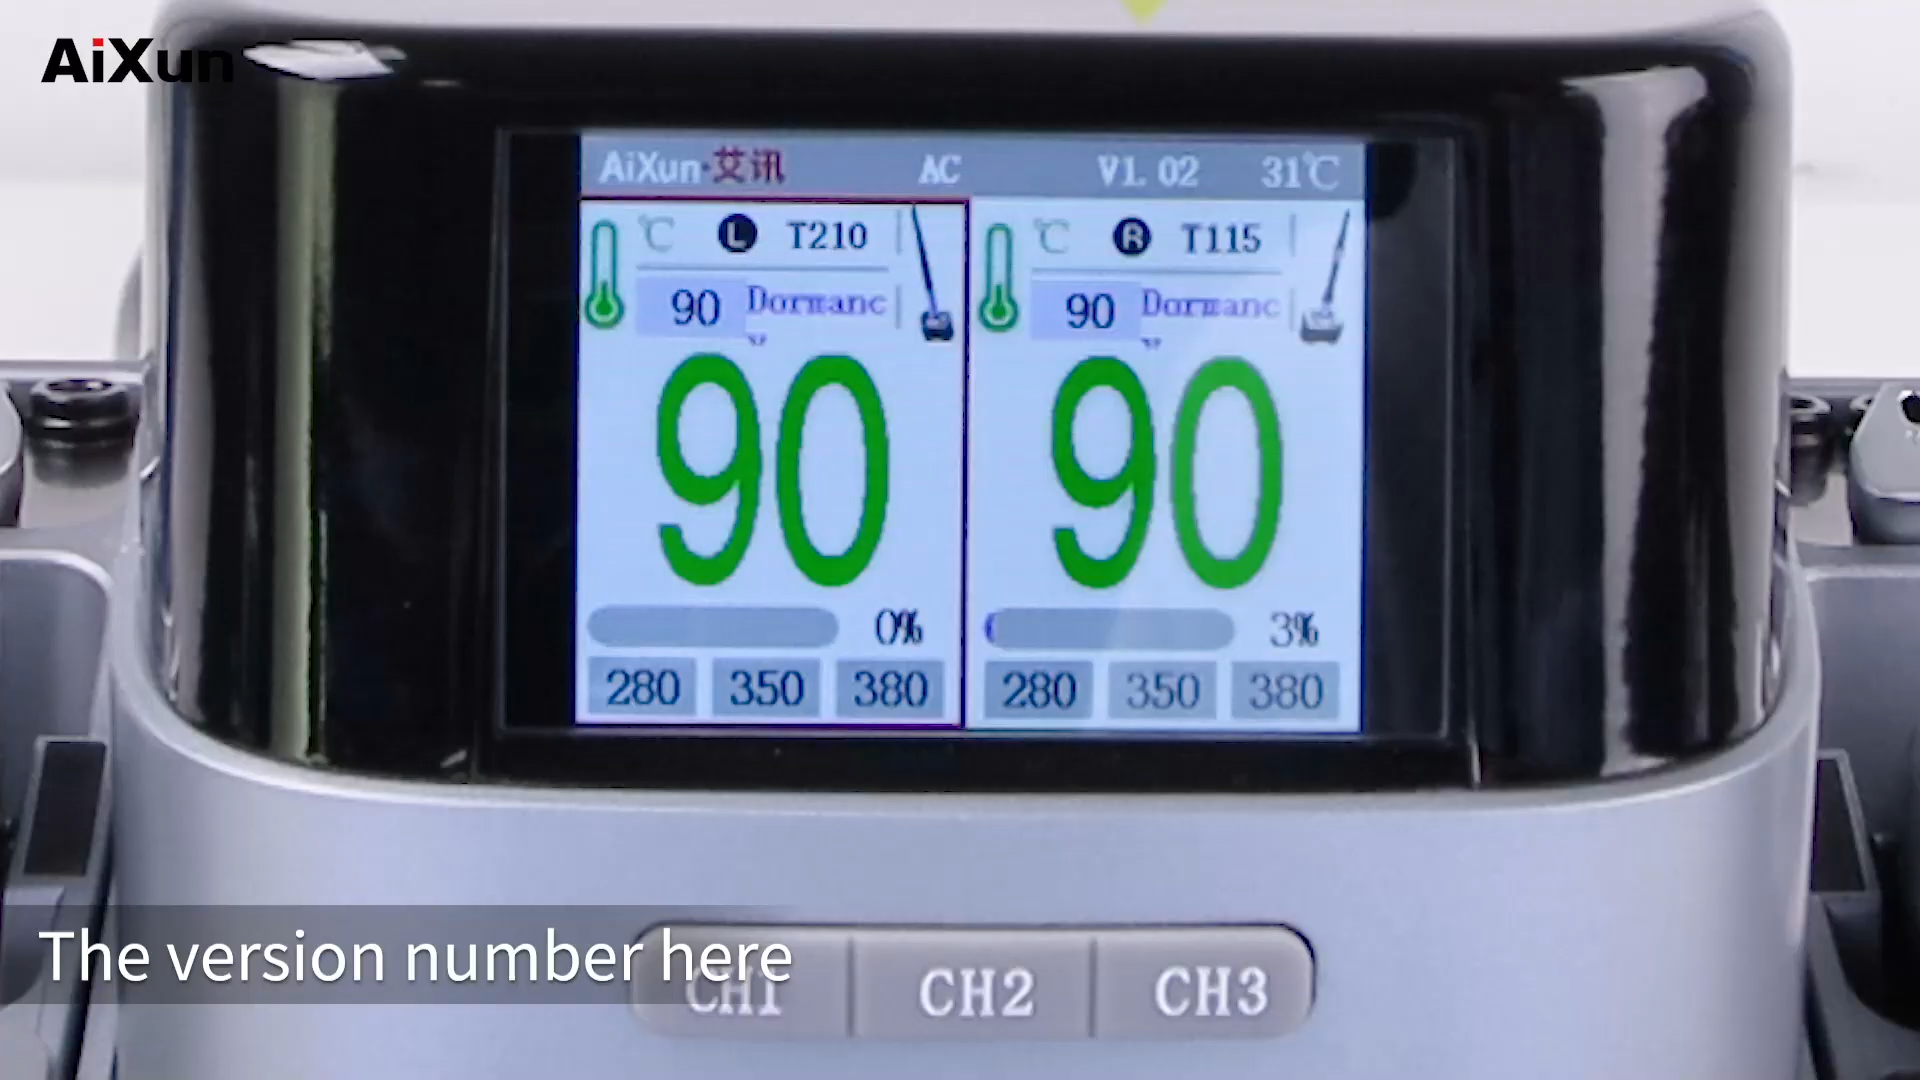 AiXun
AiXun·艾讯 AC V1.02 31℃
℃ L T210
90 Dormanc
y
90
0%
280 350 380
℃ R T115
90 Dormanc
y
90
3%
280 350 380
The version number here
CH1 CH2 CH3